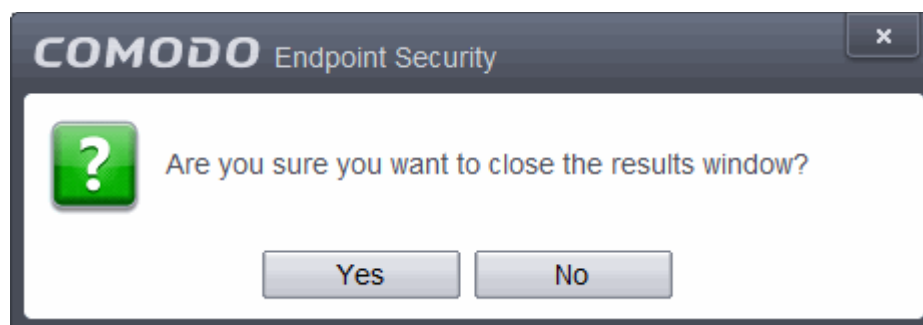 COMODO Endpoint Security
Are you sure you want to close the results window?
Yes No